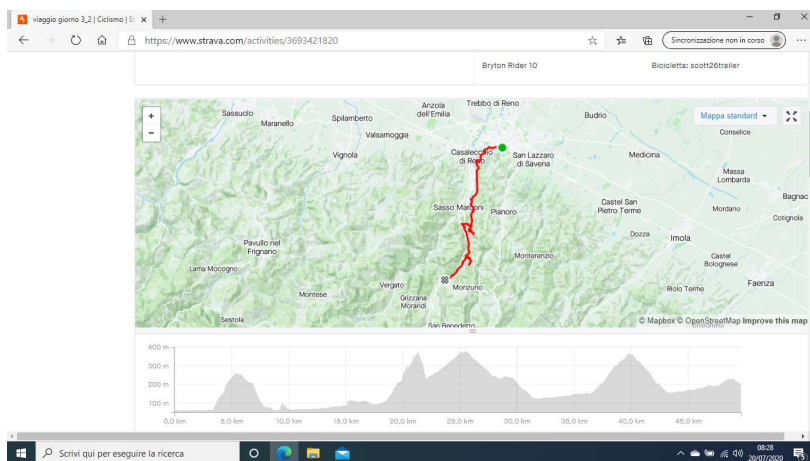 viaggio giorno 3_2 | Ciclismo | St
https://www.strava.com/activities/3693421820
Sincronizzazione non in corso
Bryton Rider 10
Bicicletta: scott26trailer
Mappa standard
+
−
Sassuolo
Maranello
Spilamberto
Valsamoggia
Vignola
Anzola
dell'Emilia
Trebbo di Reno
Casalecchio
di Reno
San Lazzaro
di Savena
Budrio
Medicina
Conselice
Massa
Lombarda
Bagnac
Mordano
Cotignola
Castel San
Pietro Terme
Dozza
Imola
Castel
Bolognese
Faenza
Riolo Terme
Sasso Marconi
Pianoro
Monterenzio
Pavullo nel
Frignano
Lama Mocogno
Montese
Vergato
Grizzana
Morandi
Monzuno
Sestola
San Benedetto
© Mapbox © OpenStreetMap Improve this map
400 m
300 m
200 m
100 m
0,0 km
5,0 km
10,0 km
15,0 km
20,0 km
25,0 km
30,0 km
35,0 km
40,0 km
45,0 km
Scrivi qui per eseguire la ricerca
08:28
20/07/2020